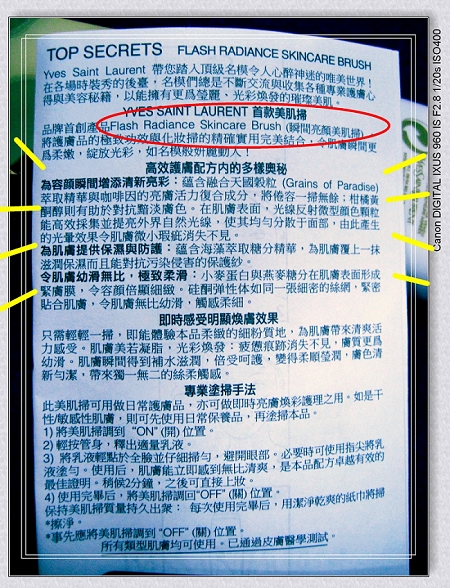 TOP SECRETS FLASH RADIANCE SKINCARE BRUSH
Yves Saint Laurent 帶您踏入頂級名模令人心醉神迷的唯美世界！
在各場時裝秀的後臺，名模們總是不斷交流與收集各種專業護膚心
得與美容秘籍，以能擁有更爲瑩麗、光彩煥發的璀璨美肌。
YVES SAINT LAURENT 首款美肌掃
品牌首創產品Flash Radiance Skincare Brush (瞬間亮顏美肌掃)
將護膚品的極致功效與化妝掃的精確實用完美結合，令肌膚瞬間更
爲柔嫩，綻放光彩，如名模般妍麗動人！
高效護膚配方內的多樣奧秘
為容顏瞬間增添清新亮彩：蘊含融合天國穀粒 (Grains of Paradise)
萃取精華與咖啡因的亮膚活力復合成分，將倦容一掃無餘；柑橘黃
酮醇則有助於對抗黯淡膚色。在肌膚表面，光線反射微型顏色顆粒
能高效採集並提亮外界自然光線，使其均勻分散于面部，由此產生
的光暈效果令肌膚微小瑕疵消失不見。
為肌膚提供保濕與防護：蘊含海藻萃取糖分精華，為肌膚覆上一抹
滋潤保濕而且能對抗污染侵害的保護紗。
令肌膚幼滑無比，極致柔滑：小麥蛋白與燕麥糖分在肌膚表面形成
緊膚膜，令容顏倍顯細緻。硅酮彈性体如同一張細密的絲網，緊密
貼合肌膚，令肌膚無比幼滑，觸感柔細。
即時感受明顯煥膚效果
只需輕輕一掃，即能體驗本品柔緻的細粉質地，為肌膚帶來清爽活
力感受。肌膚美若凝脂，光彩煥發：疲憊痕跡消失不見，膚質更爲
幼滑。肌膚瞬間得到補水滋潤，倍受呵護，變得柔順瑩潤，膚色清
新勻潔，帶來獨一無二的絲柔觸感。
專業塗掃手法
此美肌掃可用做日常護膚品，亦可做即時亮膚煥彩護理之用。如是干
性/敏感性肌膚，則可先使用日常保養品，再塗掃本品。
1) 將美肌掃調到 "ON" (開) 位置。
2) 輕按管身，釋出適量乳液。
3) 將乳液輕點於全臉並仔細掃勻，避開眼部。必要時可使用指尖將乳
液塗勻。使用后，肌膚能立即感到無比清爽，是本品配方卓越有效的
最佳證明。稍候2分鐘，之後可直接上妝。
4) 使用完畢后，將美肌掃調回"OFF" (關) 位置。
保持美肌掃質量持久出衆： 每次使用完畢后，用潔淨乾爽的紙巾將掃
*擦淨。
*事先應將美肌掃調到 "OFF" (關) 位置。
所有類型肌膚均可使用。已通過皮膚醫學測試。
Canon DIGITAL IXUS 960 IS F2.8 1/20s ISO400